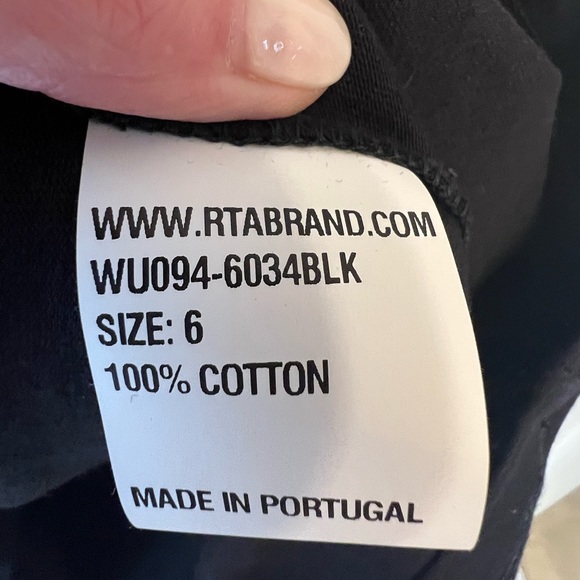 WWW.RTABRAND.COM
WU094-6034BLK
SIZE: 6
100% COTTON
MADE IN PORTUGAL